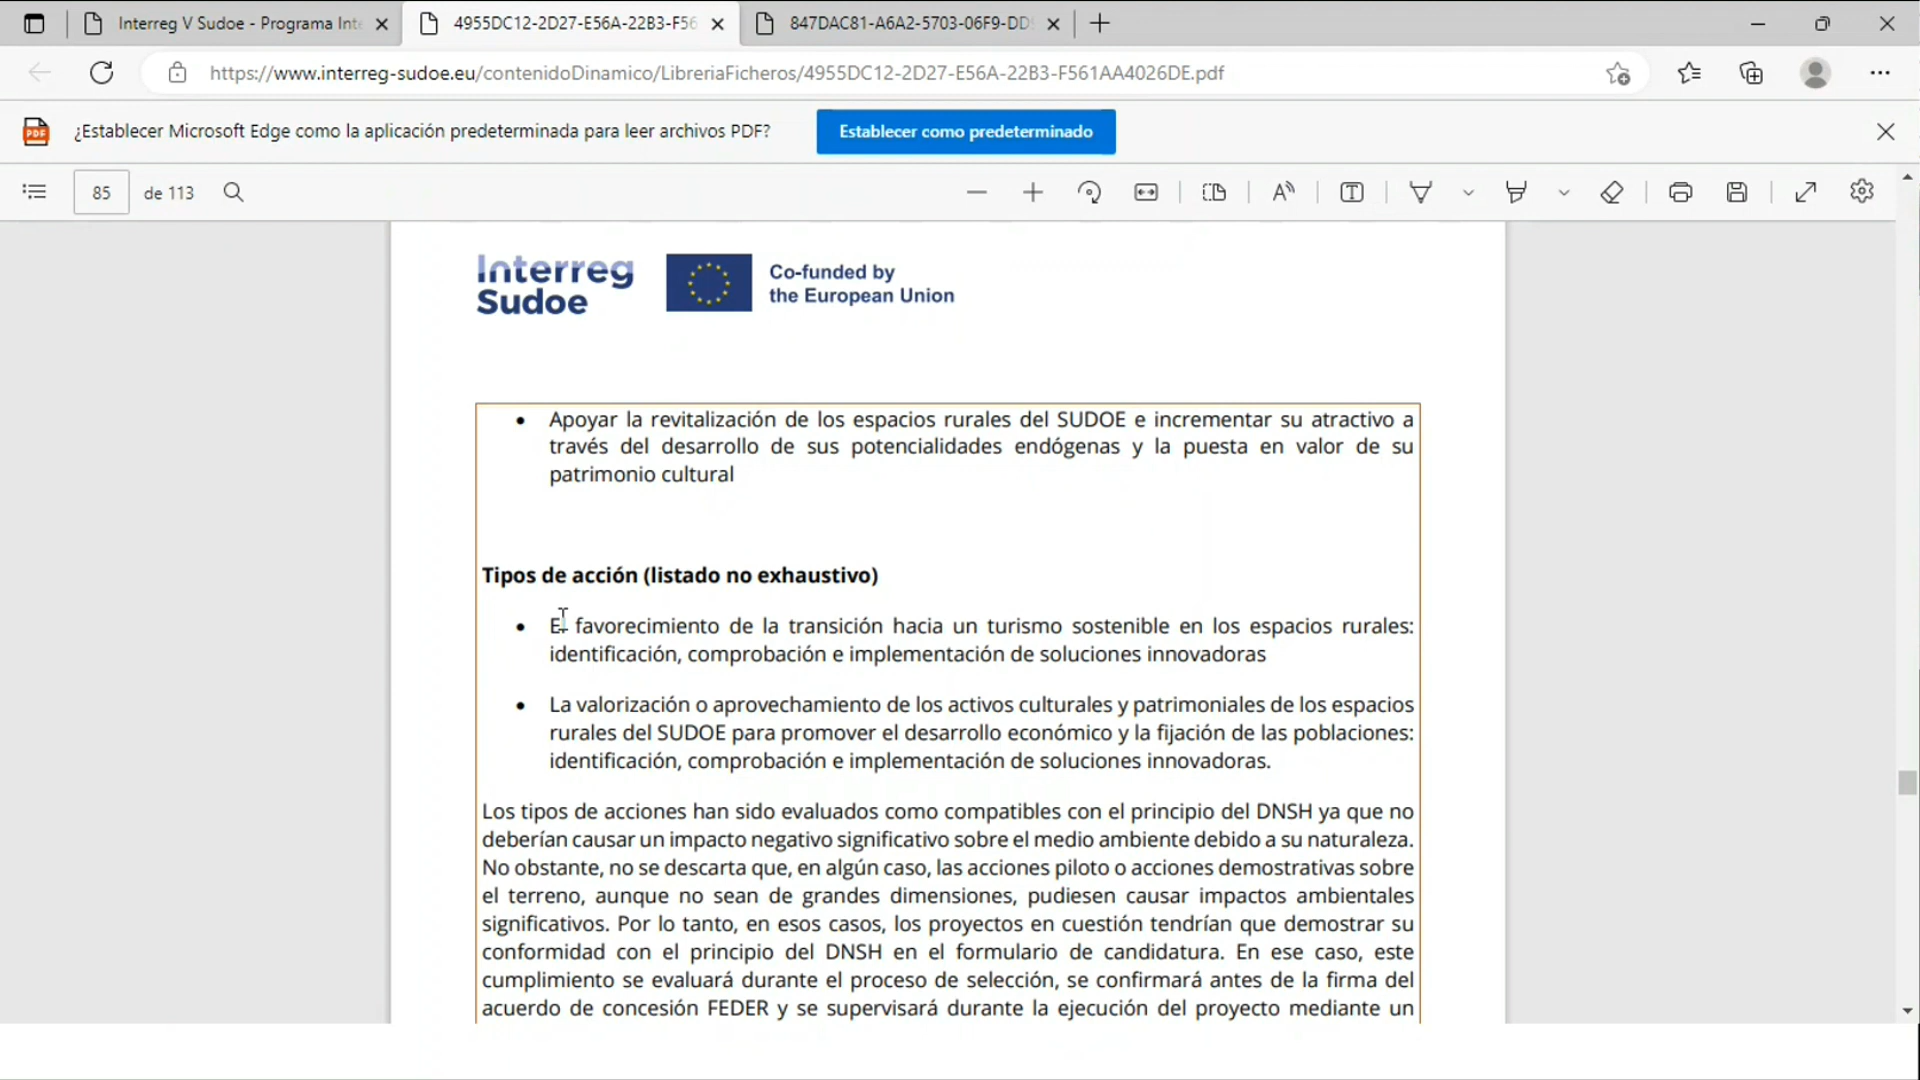 Interreg V Sudoe - Programa Inte
4955DC12-2D27-E56A-22B3-F56
847DAC81-A6A2-5703-06F9-DD
https://www.interreg-sudoe.eu/contenidoDinamico/LibreriaFicheros/4955DC12-2D27-E56A-22B3-F561AA4026DE.pdf
PDF
¿Establecer Microsoft Edge como la aplicación predeterminada para leer archivos PDF?
Establecer como predeterminado
85 de 113
Interreg
Sudoe
Co-funded by
the European Union
• Apoyar la revitalización de los espacios rurales del SUDOE e incrementar su atractivo a
través del desarrollo de sus potencialidades endógenas y la puesta en valor de su
patrimonio cultural
Tipos de acción (listado no exhaustivo)
• El favorecimiento de la transición hacia un turismo sostenible en los espacios rurales:
identificación, comprobación e implementación de soluciones innovadoras
• La valorización o aprovechamiento de los activos culturales y patrimoniales de los espacios
rurales del SUDOE para promover el desarrollo económico y la fijación de las poblaciones:
identificación, comprobación e implementación de soluciones innovadoras.
Los tipos de acciones han sido evaluados como compatibles con el principio del DNSH ya que no
deberían causar un impacto negativo significativo sobre el medio ambiente debido a su naturaleza.
No obstante, no se descarta que, en algún caso, las acciones piloto o acciones demostrativas sobre
el terreno, aunque no sean de grandes dimensiones, pudiesen causar impactos ambientales
significativos. Por lo tanto, en esos casos, los proyectos en cuestión tendrían que demostrar su
conformidad con el principio del DNSH en el formulario de candidatura. En ese caso, este
cumplimiento se evaluará durante el proceso de selección, se confirmará antes de la firma del
acuerdo de concesión FEDER y se supervisará durante la ejecución del proyecto mediante un